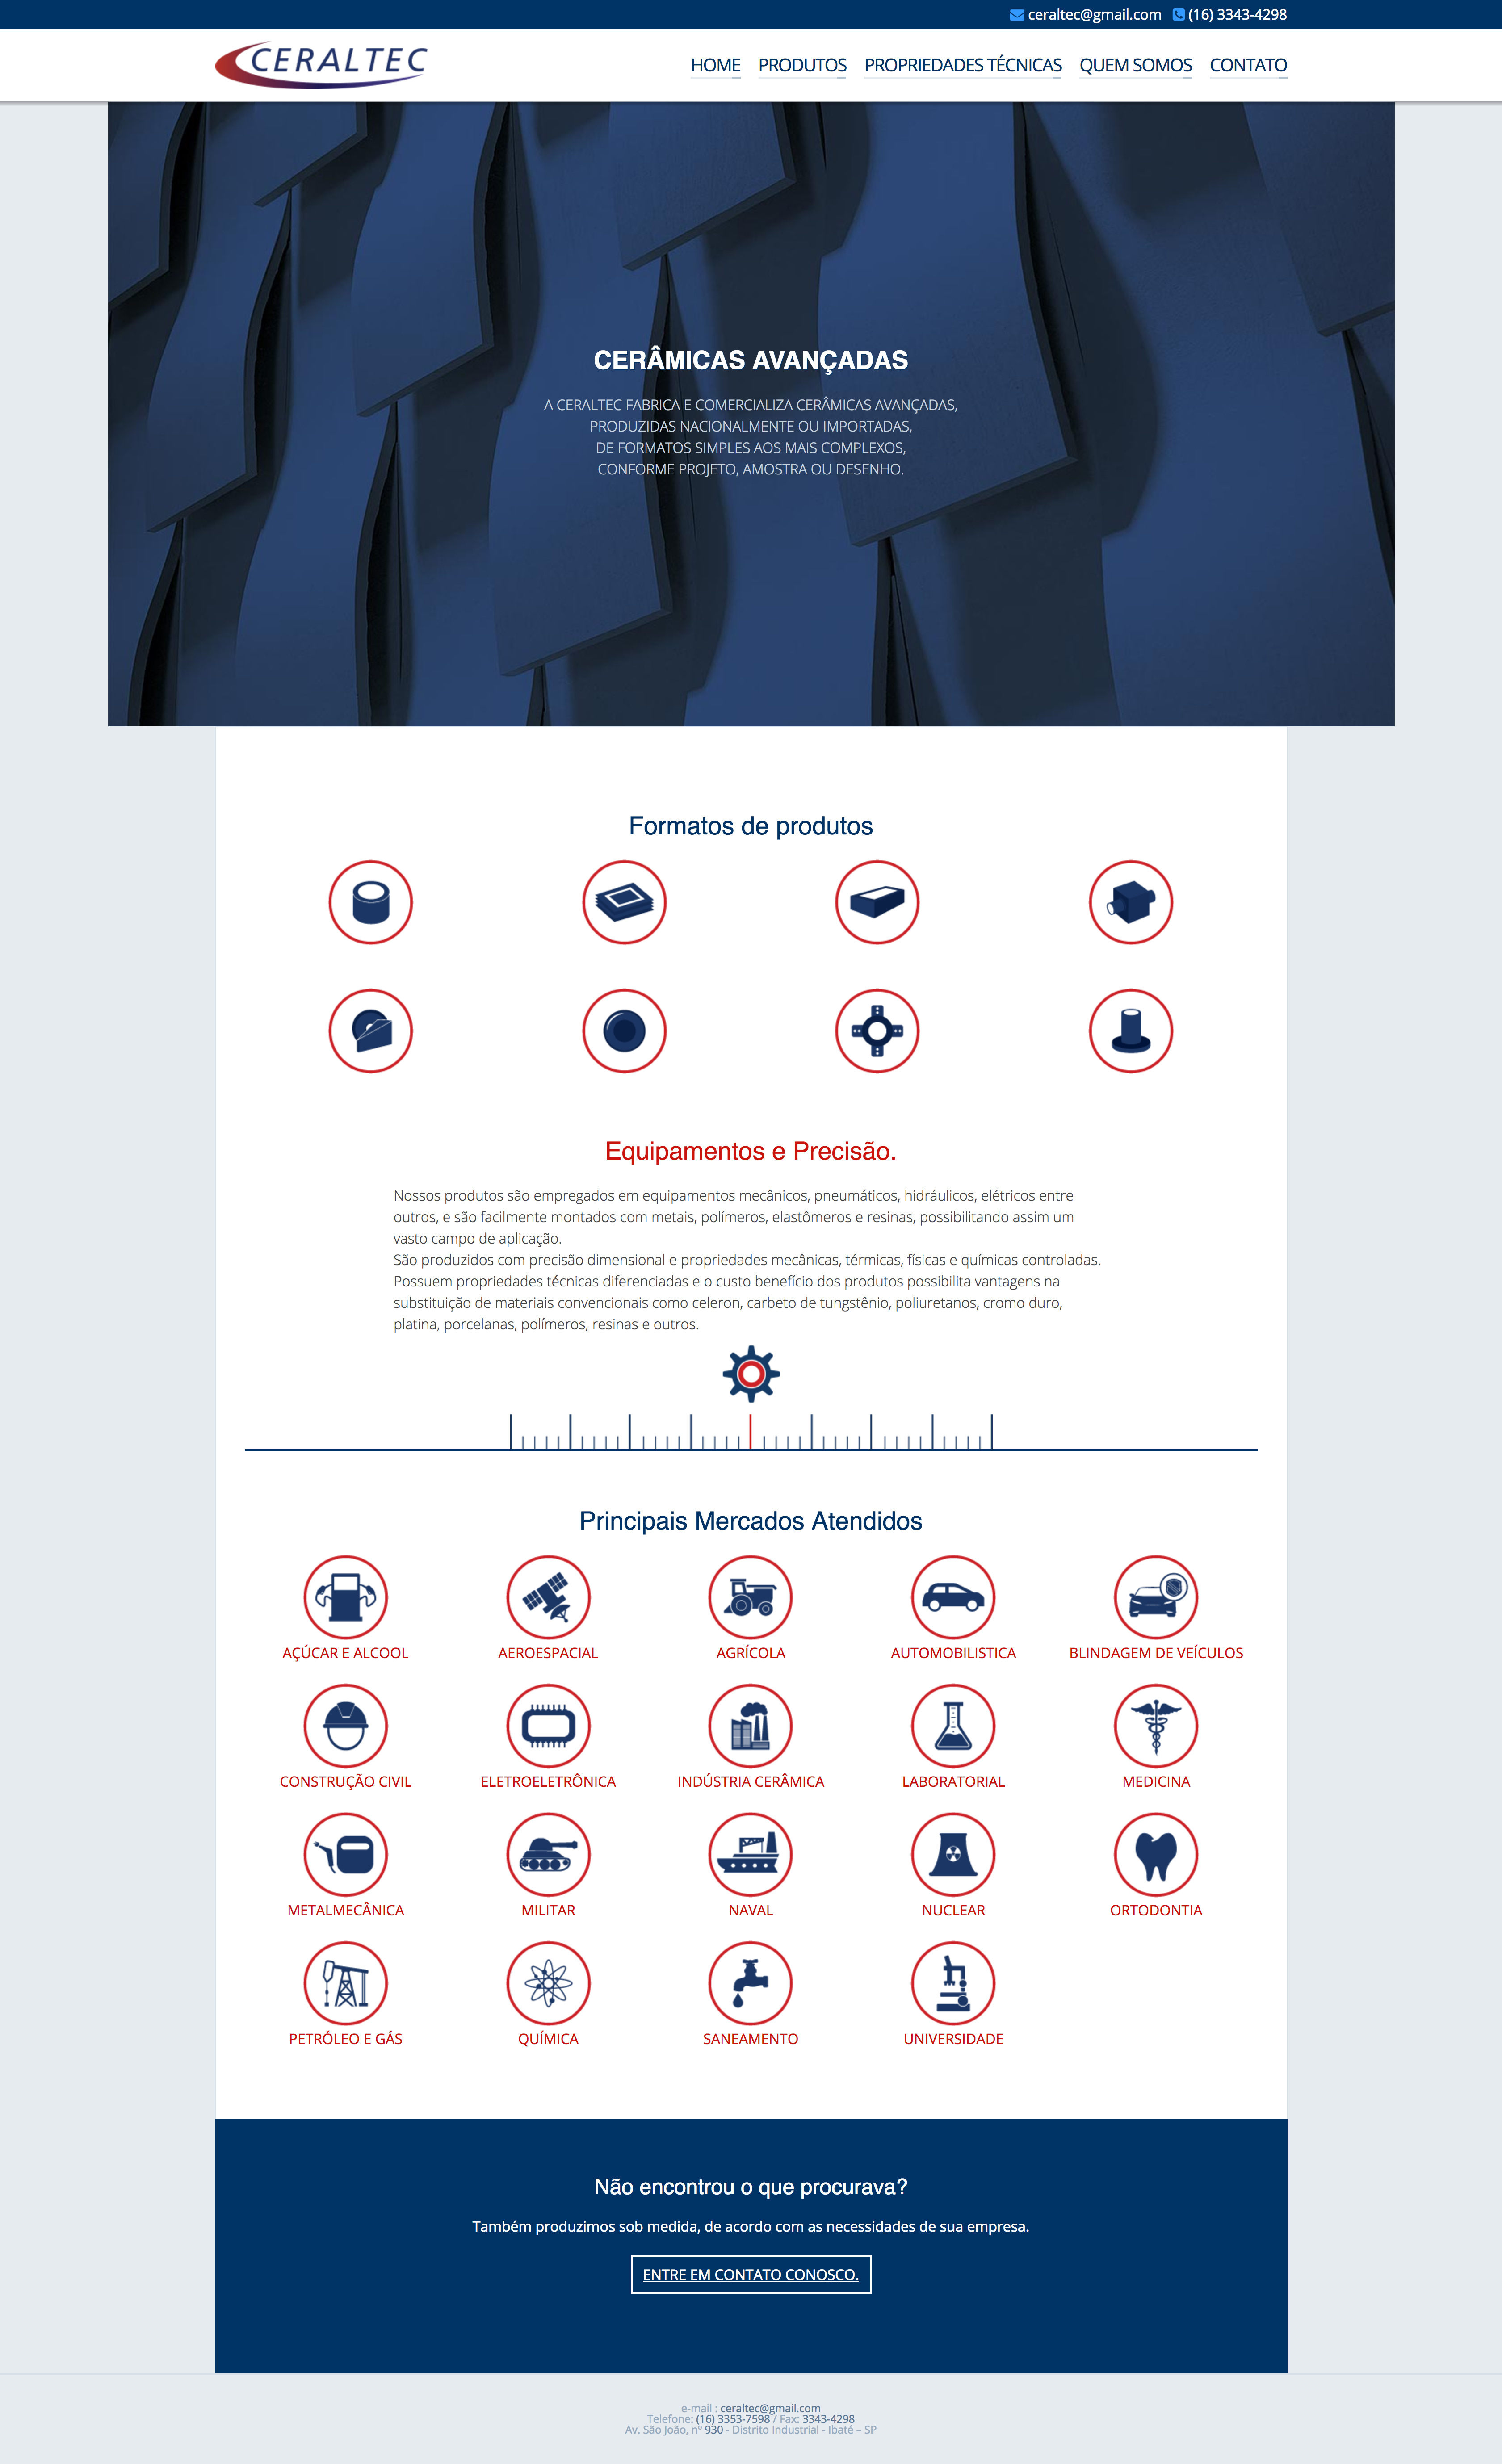 ceraltec@gmail.com (16) 3343-4298
CERALTEC
HOME PRODUTOS PROPRIEDADES TÉCNICAS QUEM SOMOS CONTATO
CERÂMICAS AVANÇADAS
A CERALTEC FABRICA E COMERCIALIZA CERÂMICAS AVANÇADAS,
PRODUZIDAS NACIONALMENTE OU IMPORTADAS,
DE FORMATOS SIMPLES AOS MAIS COMPLEXOS,
CONFORME PROJETO, AMOSTRA OU DESENHO.
Formatos de produtos
Equipamentos e Precisão.
Nossos produtos são empregados em equipamentos mecânicos, pneumáticos, hidráulicos, elétricos entre
outros, e são facilmente montados com metais, polímeros, elastômeros e resinas, possibilitando assim um
vasto campo de aplicação.
São produzidos com precisão dimensional e propriedades mecânicas, térmicas, físicas e químicas controladas.
Possuem propriedades técnicas diferenciadas e o custo benefício dos produtos possibilita vantagens na
substituição de materiais convencionais como celeron, carbeto de tungstênio, poliuretanos, cromo duro,
platina, porcelanas, polímeros, resinas e outros.
Principais Mercados Atendidos
AÇÚCAR E ALCOOL AEROESPACIAL AGRÍCOLA AUTOMOBILISTICA BLINDAGEM DE VEÍCULOS
CONSTRUÇÃO CIVIL ELETROELETRÔNICA INDÚSTRIA CERÂMICA LABORATORIAL MEDICINA
METALMECÂNICA MILITAR NAVAL NUCLEAR ORTODONTIA
PETRÓLEO E GÁS QUÍMICA SANEAMENTO UNIVERSIDADE
Não encontrou o que procurava?
Também produzimos sob medida, de acordo com as necessidades de sua empresa.
ENTRE EM CONTATO CONOSCO.
e-mail : ceraltec@gmail.com
Telefone: (16) 3353-7598 / Fax: 3343-4298
Av. São João, nº 930 - Distrito Industrial - Ibaté – SP